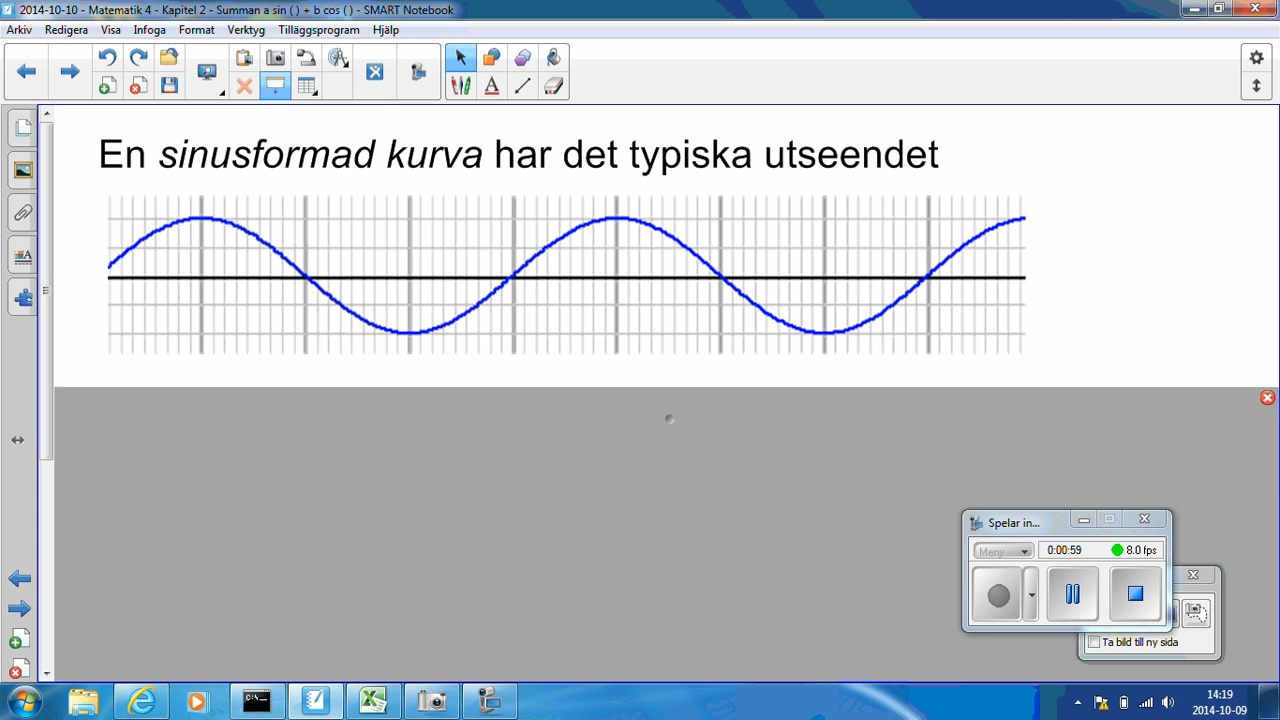 2014-10-10 - Matematik 4 - Kapitel 2 - Summan a sin ( ) + b cos ( ) - SMART Notebook
Arkiv Redigera Visa Infoga Format Verktyg Tilläggsprogram Hjälp
En sinusformad kurva har det typiska utseendet
Spelar in...
Meny 0:00:59 8.0 fps
Ta bild till ny sida
14:19
2014-10-09